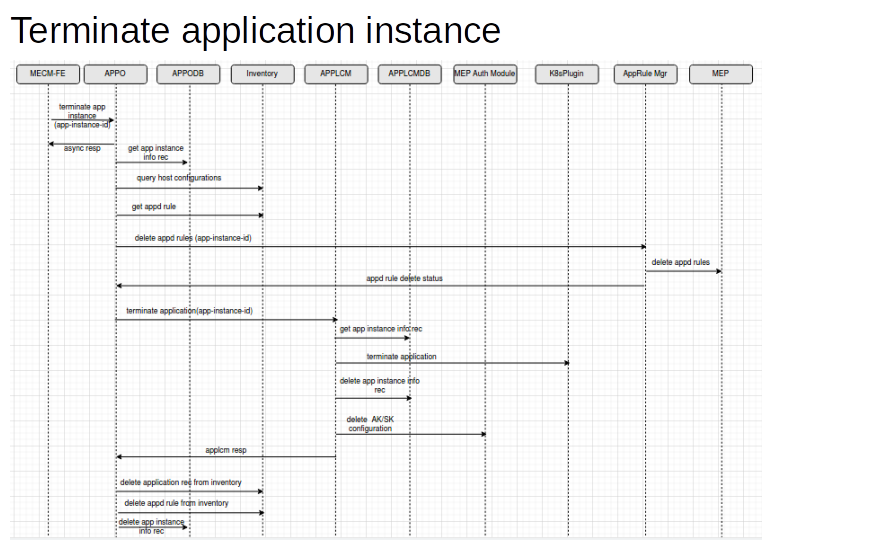 Terminate application instance
MECM-FE
APPO
APPODB
Inventory
APPLCM
APPLCMDB
MEP Auth Module
K8sPlugin
AppRule Mgr
MEP
terminate app
instance
(app-instance-id)
async resp
get app instance
info rec
query host configurations
get appd rule
delete appd rules (app-instance-id)
delete appd rules
appd rule delete status
terminate application(app-instance-id)
get app instance info rec
terminate application
delete app instance info
rec
delete AK/SK
configuration
applcm resp
delete application rec from inventory
delete appd rule from inventory
delete app instance
info rec